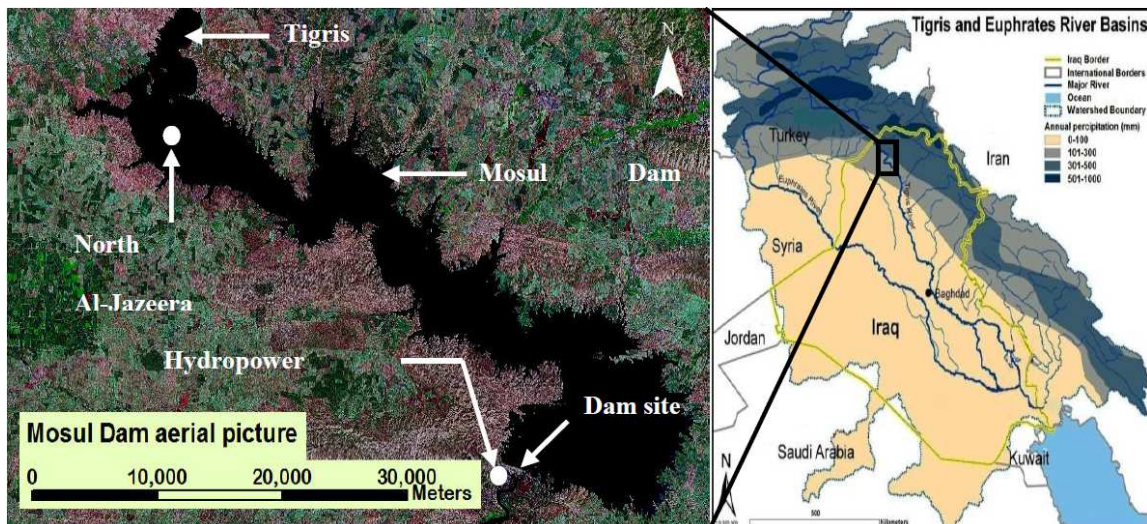 Tigris
N
Mosul Dam
North
Al-Jazeera
Hydropower
Dam site
Mosul Dam aerial picture
0 10,000 20,000 30,000
Meters
Tigris and Euphrates River Basins
Iraq Border
International Borders
Major River
Ocean
Watershed Boundary
Annual percipitation (mm)
0-100
101-300
301-500
501-1000
Turkey
Iran
Euphrates River
Syria
Baghdad
Iraq
Jordan
Saudi Arabia
Kuwait
N
500
Kilometers